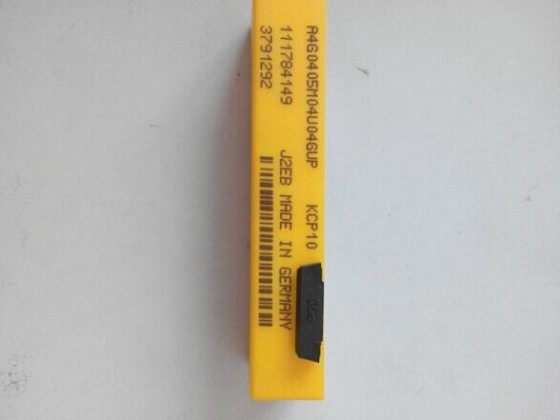 A4G0405M04U04GUP KCP10
111784149 J2EB MADE IN GERMANY
3791292